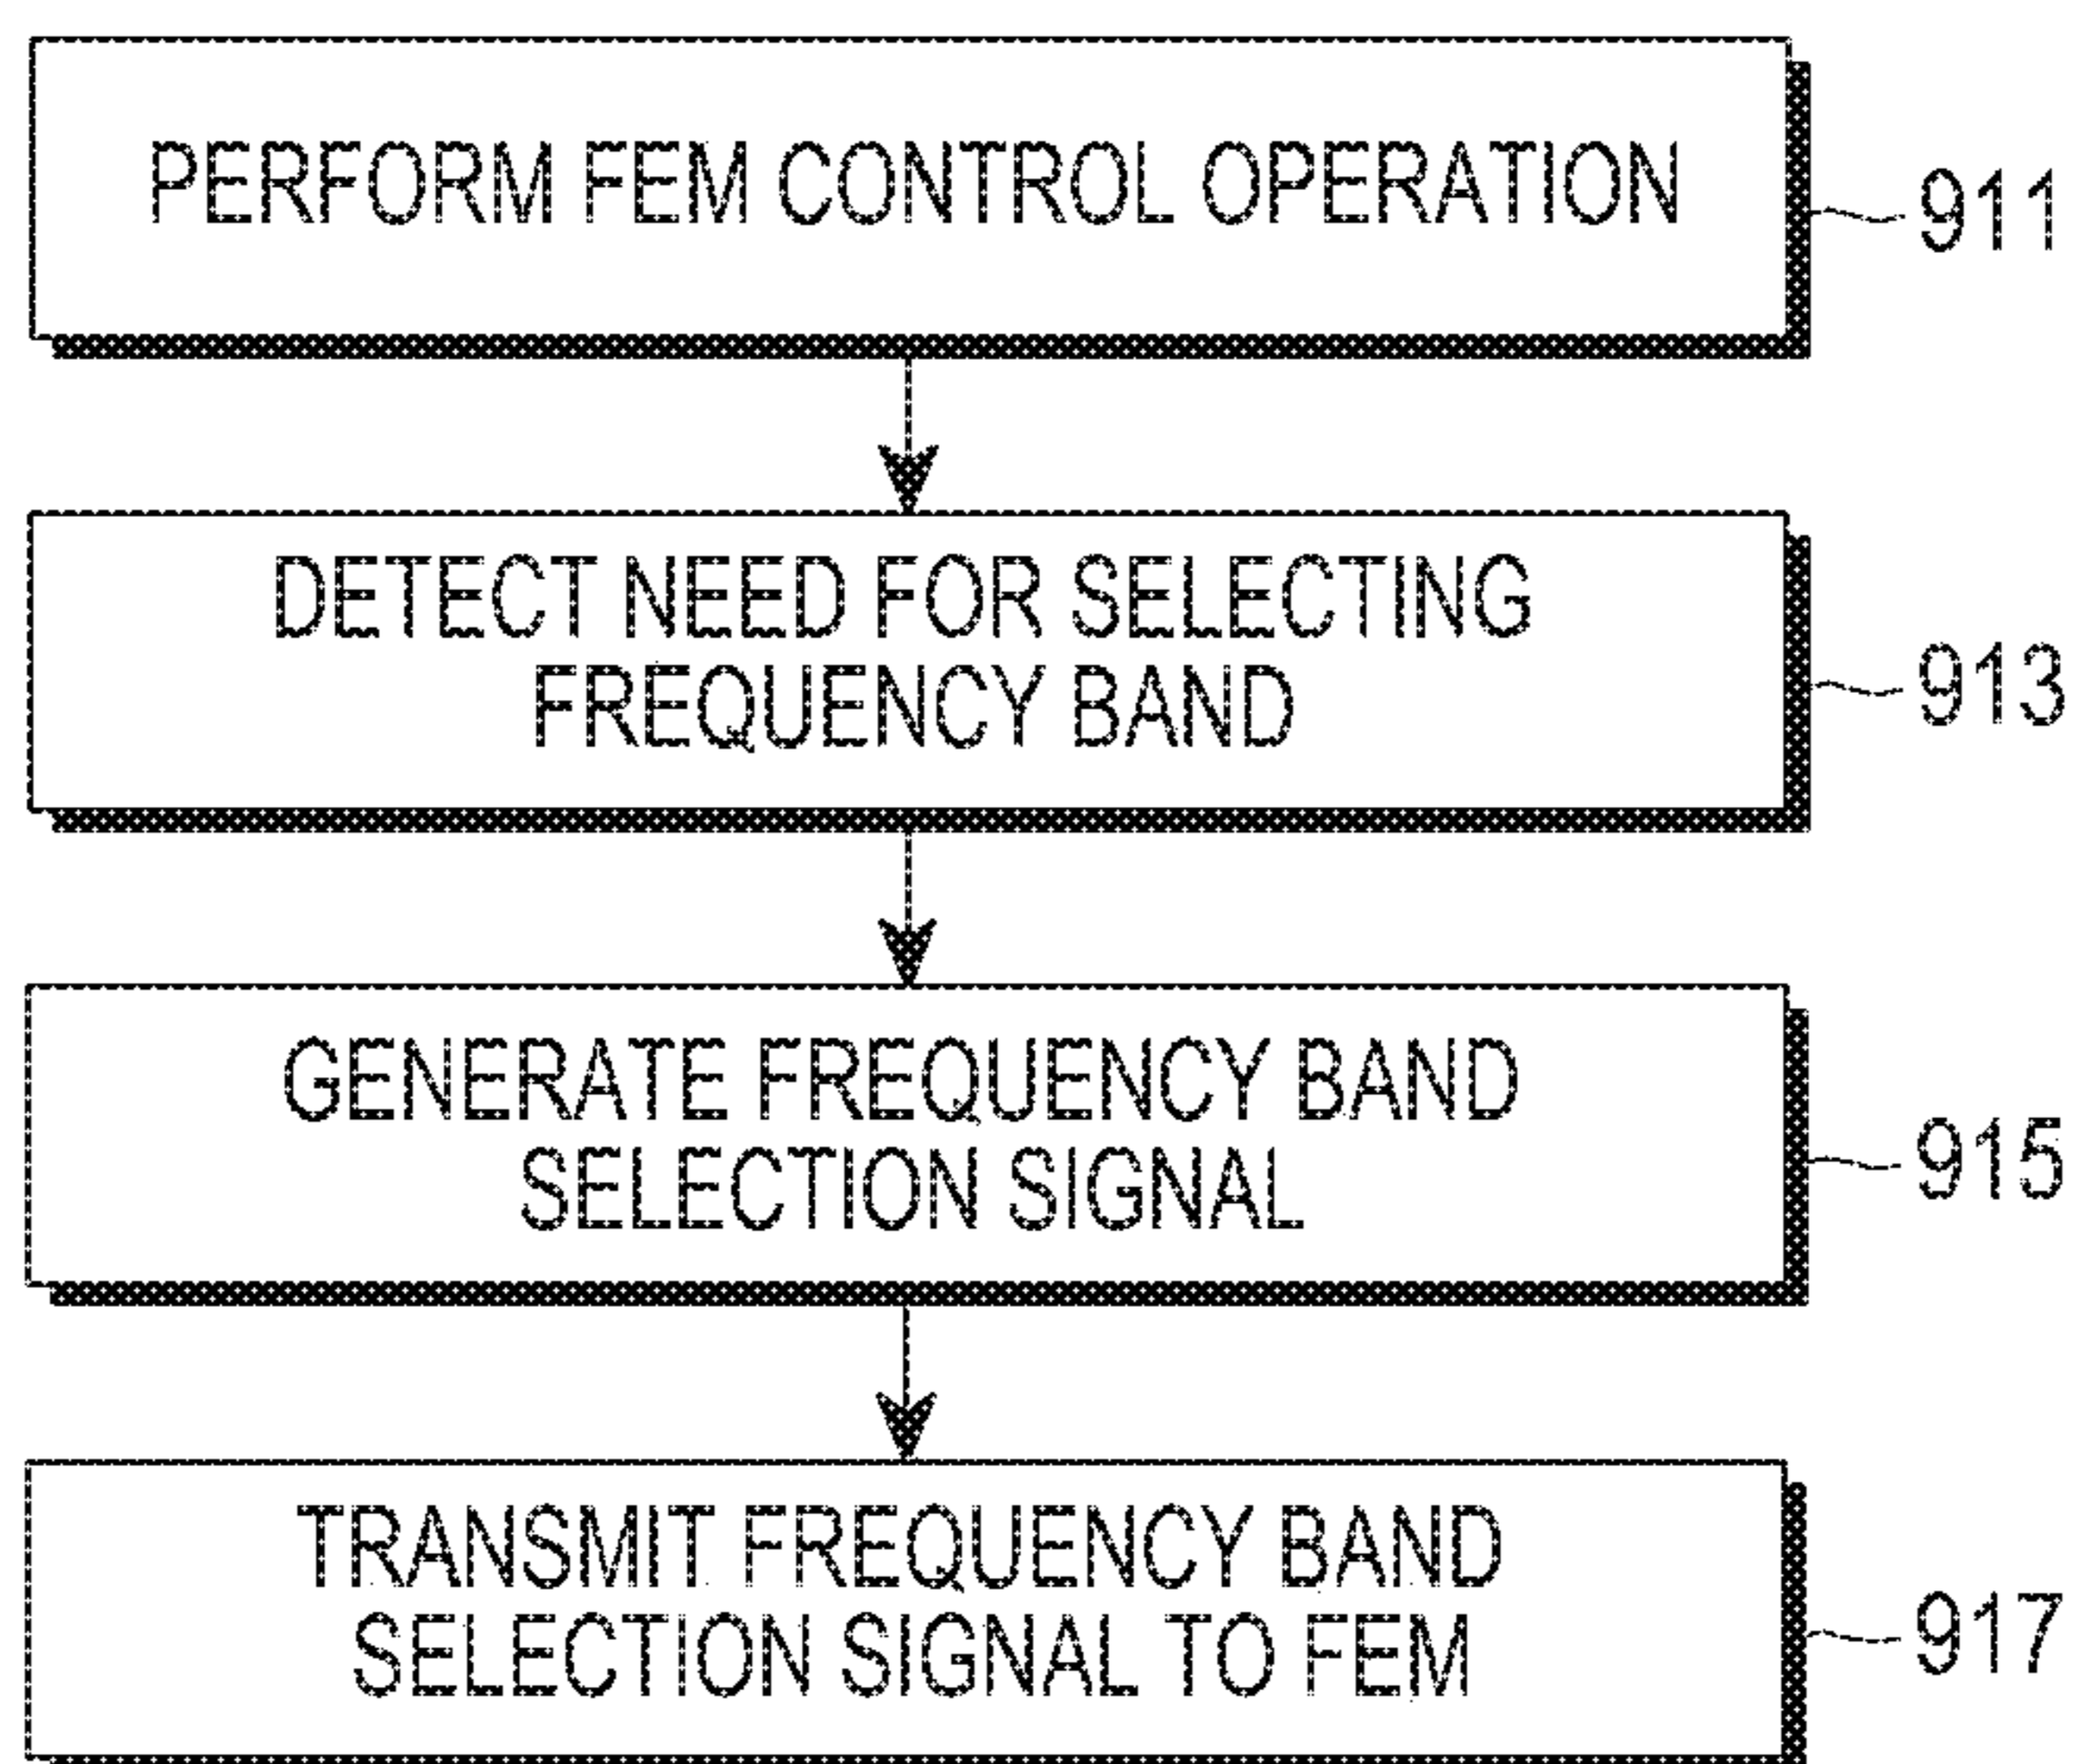 PERFORM FEM CONTROL OPERATION
911
DETECT NEED FOR SELECTING
FREQUENCY BAND
913
GENERATE FREQUENCY BAND
SELECTION SIGNAL
915
TRANSMIT FREQUENCY BAND
SELECTION SIGNAL TO FEM
917